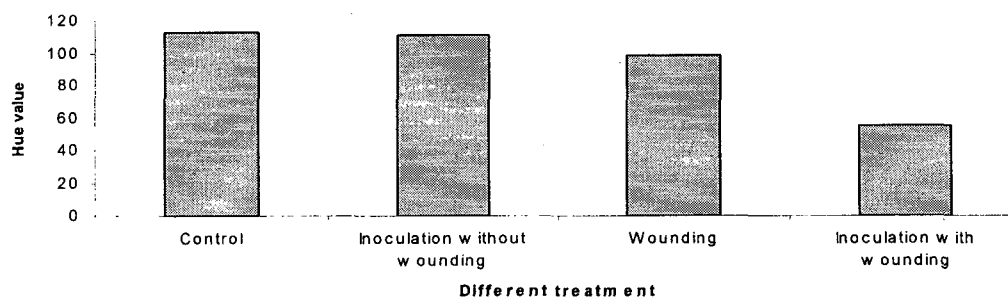 120
100
80
60
40
20
0
Hue value
Control
Inoculation without
wounding
Wounding
Inoculation with
wounding
Different treatment